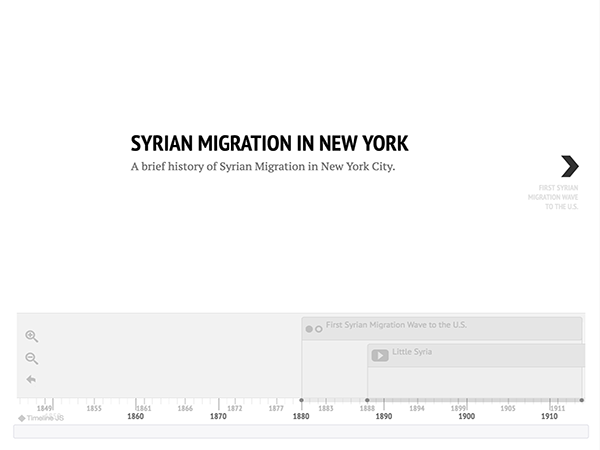 SYRIAN MIGRATION IN NEW YORK
A brief history of Syrian Migration in New York City.
FIRST SYRIAN
MIGRATION WAVE
TO THE U.S.
First Syrian Migration Wave to the U.S.
Little Syria
1849 1855 1861 1866 1872 1877 1883 1888 1894 1899 1905 1911
Timeline JS 1860 1870 1880 1890 1900 1910